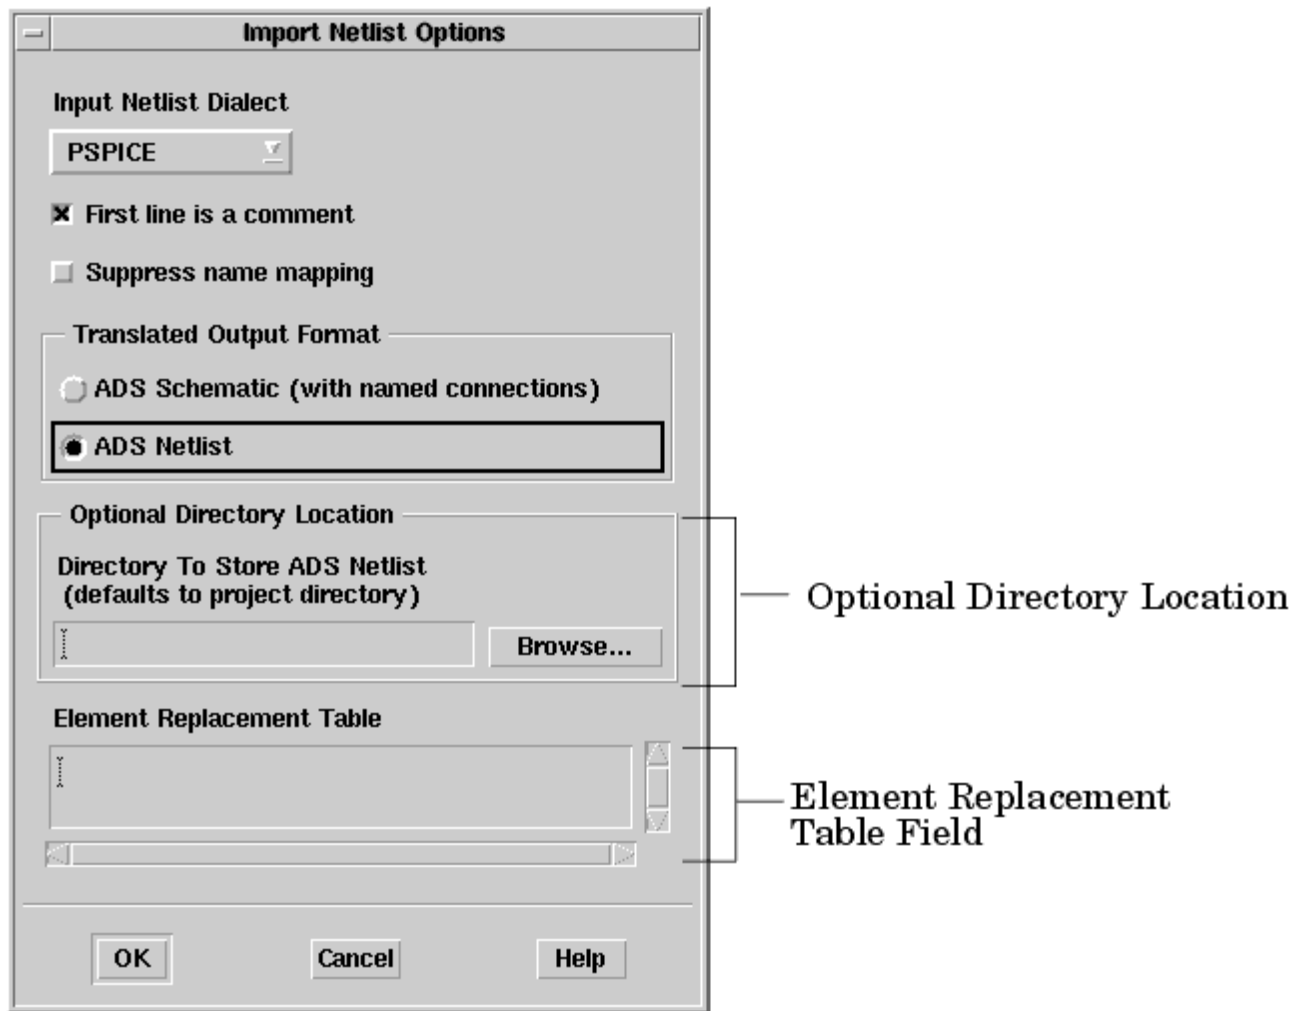 Import Netlist Options
Input Netlist Dialect
PSPICE
First line is a comment
Suppress name mapping
Translated Output Format
ADS Schematic (with named connections)
ADS Netlist
Optional Directory Location
Directory To Store ADS Netlist
(defaults to project directory)
Browse...
Optional Directory Location
Element Replacement Table
Element Replacement
Table Field
OK
Cancel
Help